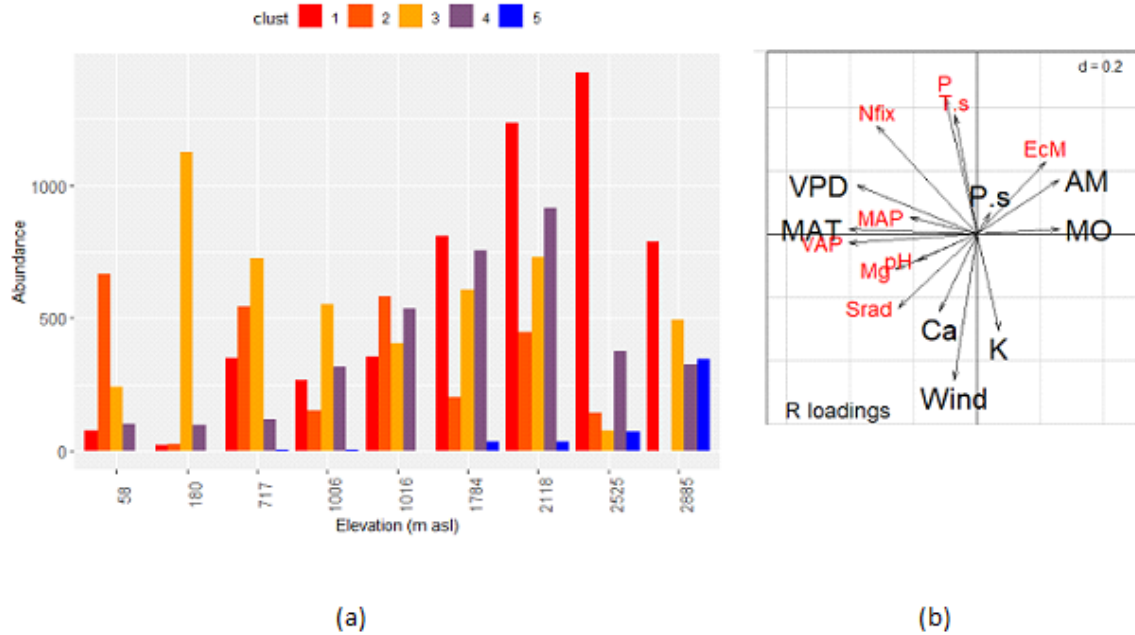 clust 1 2 3 4 5
1000
500
0
Abundance
58 180 717 1006 1016 1784 2118 2525 2885
Elevation (m asl)
(a)
d = 0.2
P
T.s
Nfix
EcM
VPD
AM
P.s
MAP
MAT
MO
VAP
pH
Mg
Srad
Ca
K
Wind
R loadings
(b)